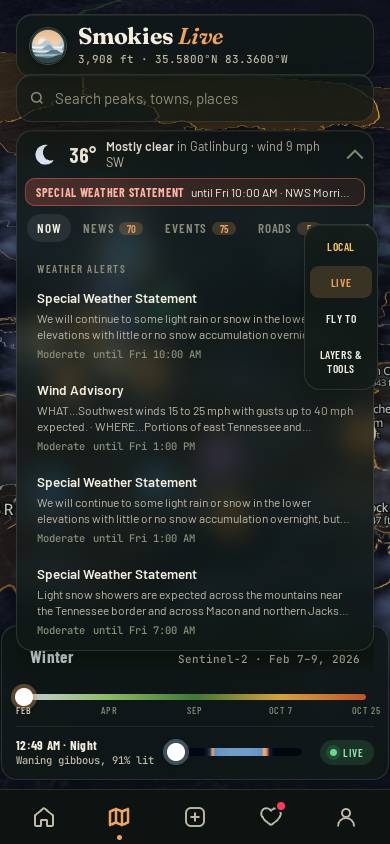 Smokies Live
3,908 ft · 35.5800°N 83.3600°W
Search peaks, towns, places
36° Mostly clear in Gatlinburg · wind 9 mph
SW
SPECIAL WEATHER STATEMENT until Fri 10:00 AM · NWS Morri...
NOW NEWS 70 EVENTS 75 ROADS
LOCAL
LIVE
FLY TO
LAYERS &
TOOLS
WEATHER ALERTS
Special Weather Statement
We will continue to some light rain or snow in the lower
elevations with little or no snow accumulation
Moderate until Fri 10:00 AM
Wind Advisory
WHAT...Southwest winds 15 to 25 mph with gusts up to 40 mph
expected. · WHERE...Portions of east Tennessee and...
Moderate until Fri 1:00 PM
Special Weather Statement
We will continue to some light rain or snow in the lower
elevations with little or no snow accumulation overnight, but...
Moderate until Fri 1:00 AM
Special Weather Statement
Light snow showers are expected across the mountains near
the Tennessee border and across Macon and northern Jacks...
Moderate until Fri 7:00 AM
Winter Sentinel-2 · Feb 7–9, 2026
FEB APR SEP OCT 7 OCT 25
12:49 AM · Night
Waning gibbous, 91% lit
LIVE